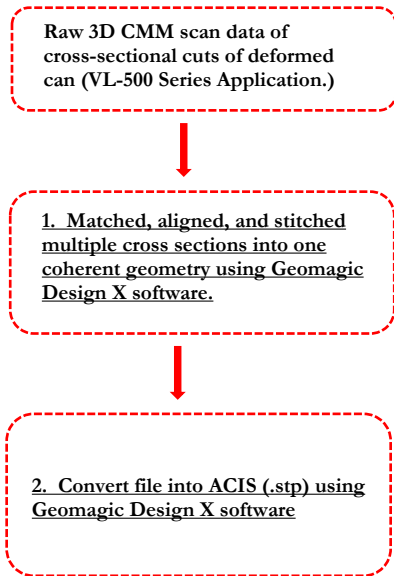 Raw 3D CMM scan data of
cross-sectional cuts of deformed
can (VL-500 Series Application.)
1. Matched, aligned, and stitched
multiple cross sections into one
coherent geometry using Geomagic
Design X software.
2. Convert file into ACIS (.stp) using
Geomagic Design X software